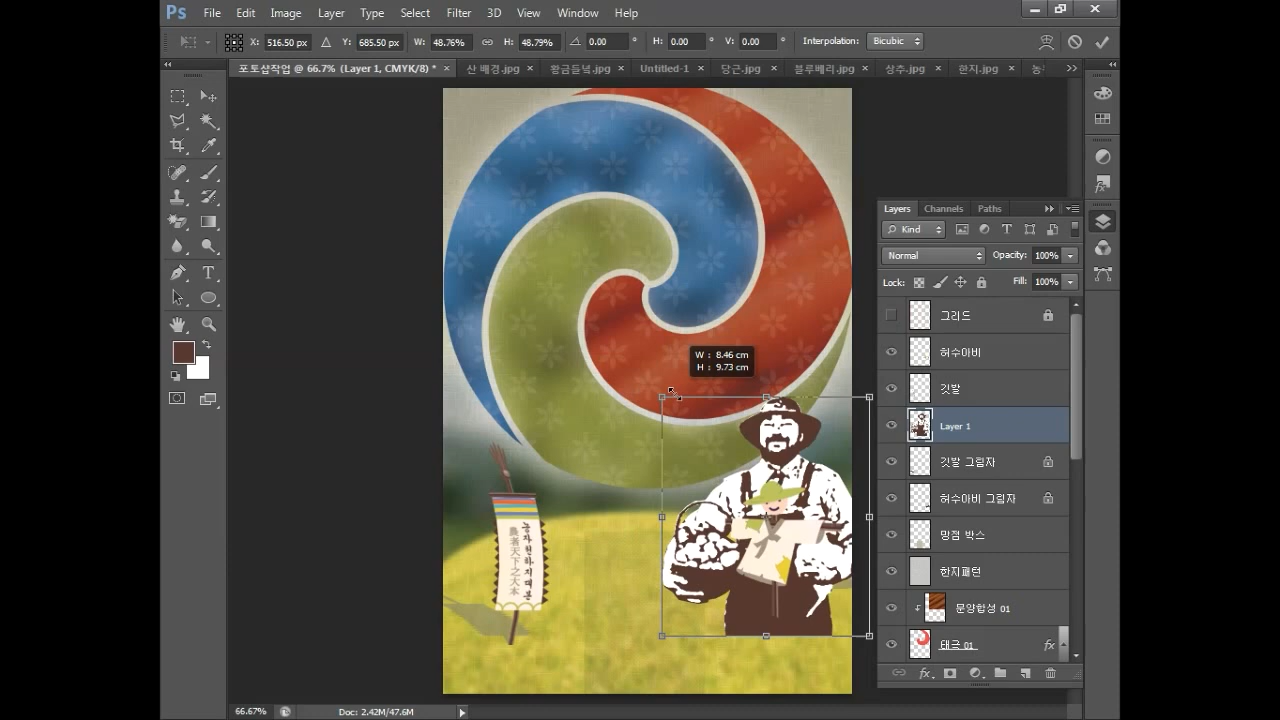 Ps File Edit Image Layer Type Select Filter 3D View Window Help
X: 516.50 px Y: 685.50 px W: 48.76% H: 48.79% 0.00 ° H: 0.00 ° V: 0.00 ° Interpolation: Bicubic
포토샵작업 @ 66.7% (Layer 1, CMYK/8) * × 산 배경.jpg × 황금들녘.jpg × Untitled-1 × 당근.jpg × 블루베리.jpg × 상추.jpg × 한지.jpg ×
Layers Channels Paths
Kind
Normal Opacity: 100%
Lock: Fill: 100%
그리드
허수아비
깃발
Layer 1
깃발 그림자
허수아비 그림자
망점 박스
한지패턴
문양합성 01
태극 01 fx
W : 8.46 cm
H : 9.73 cm
농자천하지대본
農者天下之大本
66.67% Doc: 2.42M/47.6M